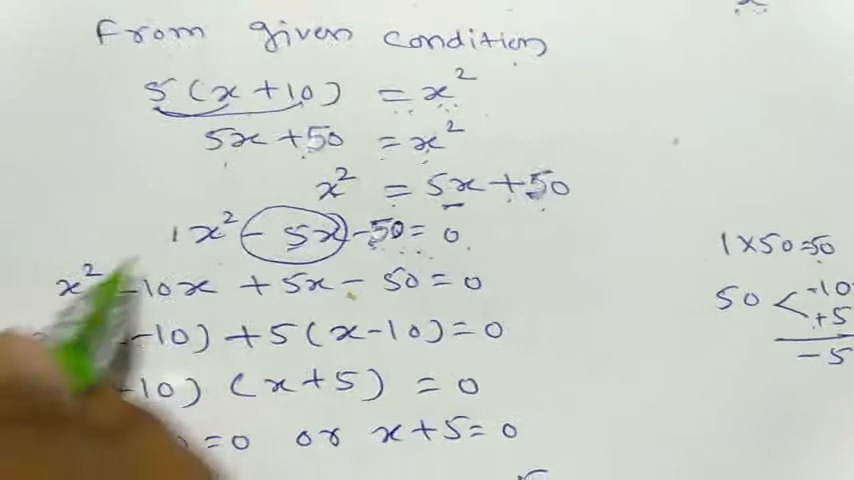 From given condition
5(x+10) = x²
5x+50 = x²
x² = 5x+50
1x² - 5x - 50 = 0
x² - 10x + 5x - 50 = 0
-10) + 5(x-10) = 0
-10) (x+5) = 0
=0 or x+5=0
1×50=50
50 < -10
+5
-5